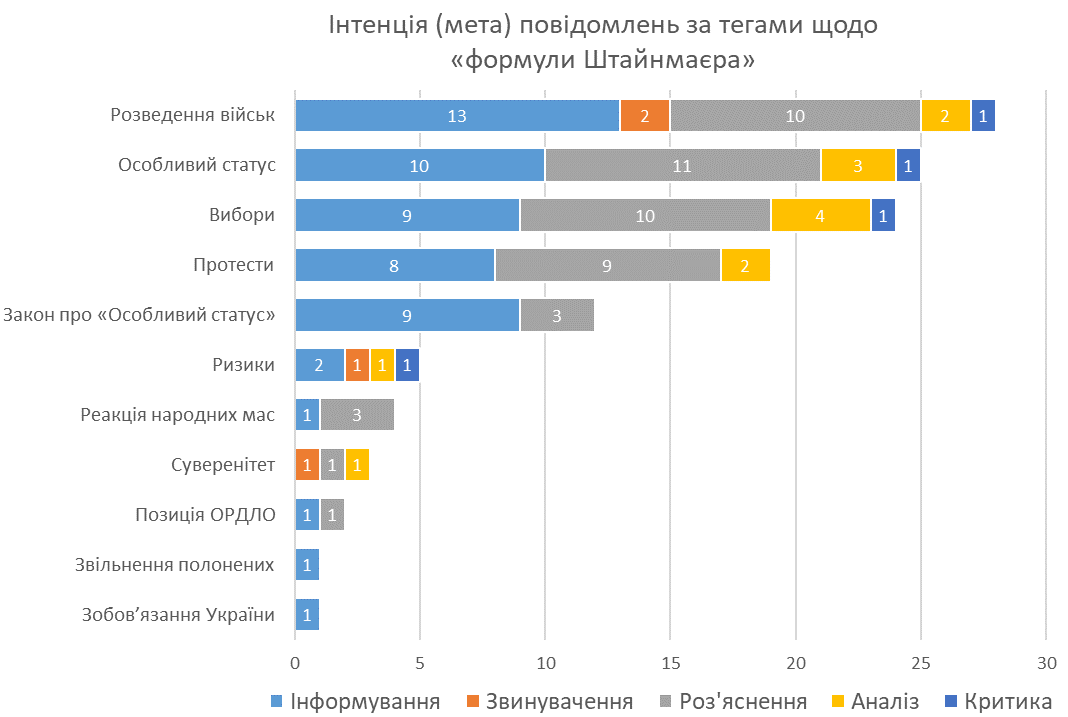 Інтенція (мета) повідомлень за тегами щодо
«формули Штайнмаєра»
Розведення військ 13 2 10 2 1
Особливий статус 10 11 3 1
Вибори 9 10 4 1
Протести 8 9 2
Закон про «Особливий статус» 9 3
Ризики 2 1 1 1
Реакція народних мас 1 3
Суверенітет 1 1 1
Позиція ОРДЛО 1 1
Звільнення полонених 1
Зобов’язання України 1
0 5 10 15 20 25 30
Інформування Звинувачення Роз'яснення Аналіз Критика